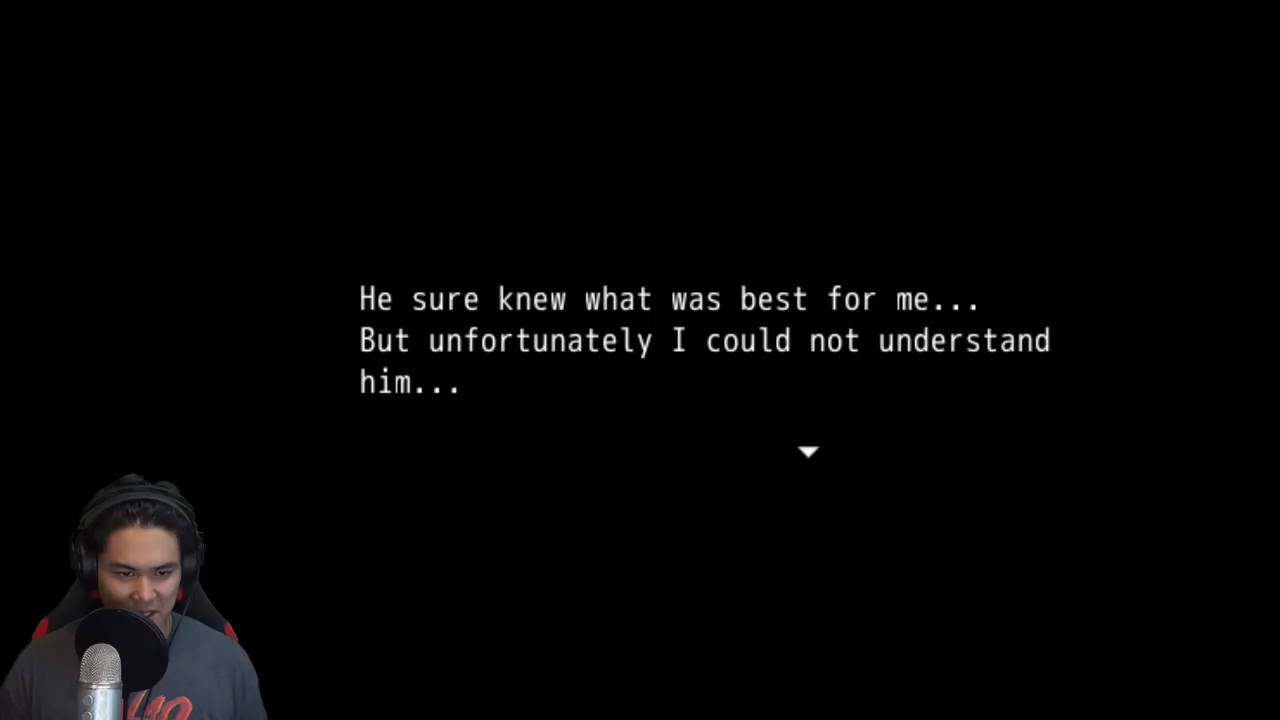 He sure knew what was best for me...
But unfortunately I could not understand
him...